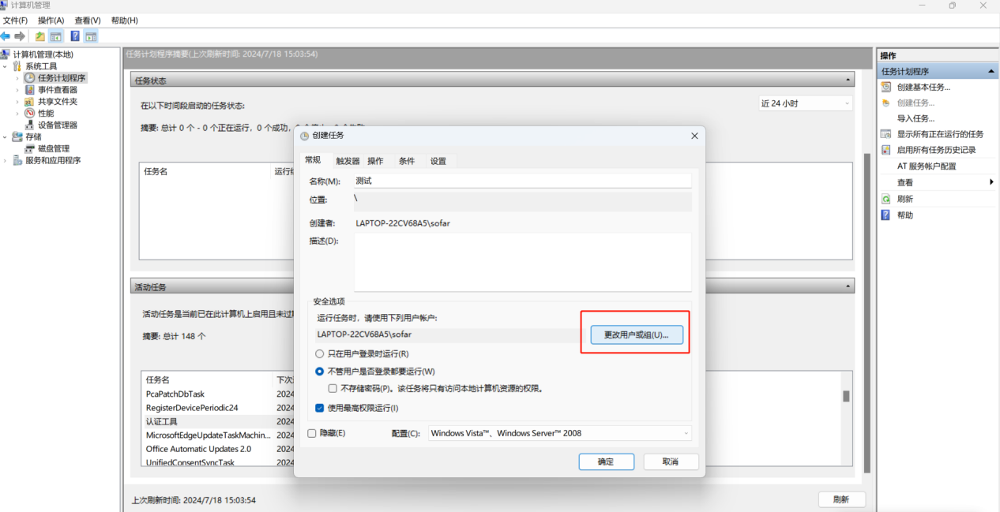 计算机管理
文件(F) 操作(A) 查看(V) 帮助(H)
计算机管理(本地)
系统工具
任务计划程序
事件查看器
共享文件夹
性能
设备管理器
存储
磁盘管理
服务和应用程序
任务计划程序摘要(上次刷新时间: 2024/7/18 15:03:54)
任务状态
在以下时间段启动的任务状态:
近 24 小时
摘要: 总计 0 个 - 0 个正在运行, 0 个成功,
任务名
活动任务
活动任务是当前已在此计算机上启用且未过
摘要: 总计 148 个
任务名 下次
PcaPatchDbTask 2024
RegisterDevicePeriodic24 2024
认证工具 2024
MicrosoftEdgeUpdateTaskMachin... 2024
Office Automatic Updates 2.0 2024
UnifiedConsentSyncTask 2024
上次刷新时间: 2024/7/18 15:03:54
刷新
创建任务
常规 触发器 操作 条件 设置
名称(M): 测试
位置: \
创建者: LAPTOP-22CV68A5\sofar
描述(D):
安全选项
运行任务时，请使用下列用户帐户:
LAPTOP-22CV68A5\sofar
更改用户或组(U)...
只在用户登录时运行(R)
不管用户是否登录都要运行(W)
不存储密码(P)。该任务将只有访问本地计算机资源的权限。
使用最高权限运行(I)
隐藏(E) 配置(C): Windows Vista™、Windows Server™ 2008
确定 取消
操作
任务计划程序
创建基本任务...
创建任务...
导入任务...
显示所有正在运行的任务
启用所有任务历史记录
AT 服务帐户配置
查看
刷新
帮助